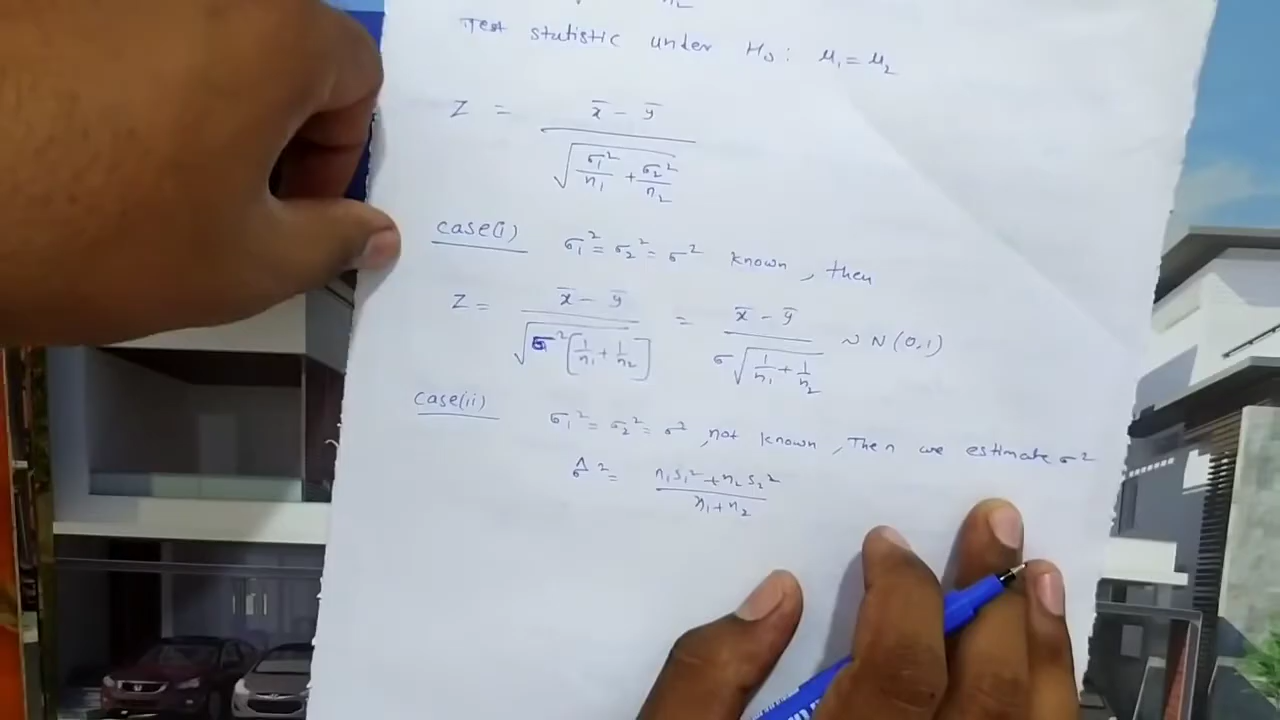 Test statistic under H₀: μ₁ = μ₂
Z = (x̄ - ȳ) / √(σ₁²/n₁ + σ₂²/n₂)
case(i) σ₁² = σ₂² = σ² known, then
Z = (x̄ - ȳ) / √(σ²[1/n₁ + 1/n₂]) = (x̄ - ȳ) / (σ√(1/n₁ + 1/n₂)) ~ N(0,1)
case(ii) σ₁² = σ₂² = σ², not known, Then we estimate σ²
σ̂² = (n₁s₁² + n₂s₂²) / (n₁ + n₂)